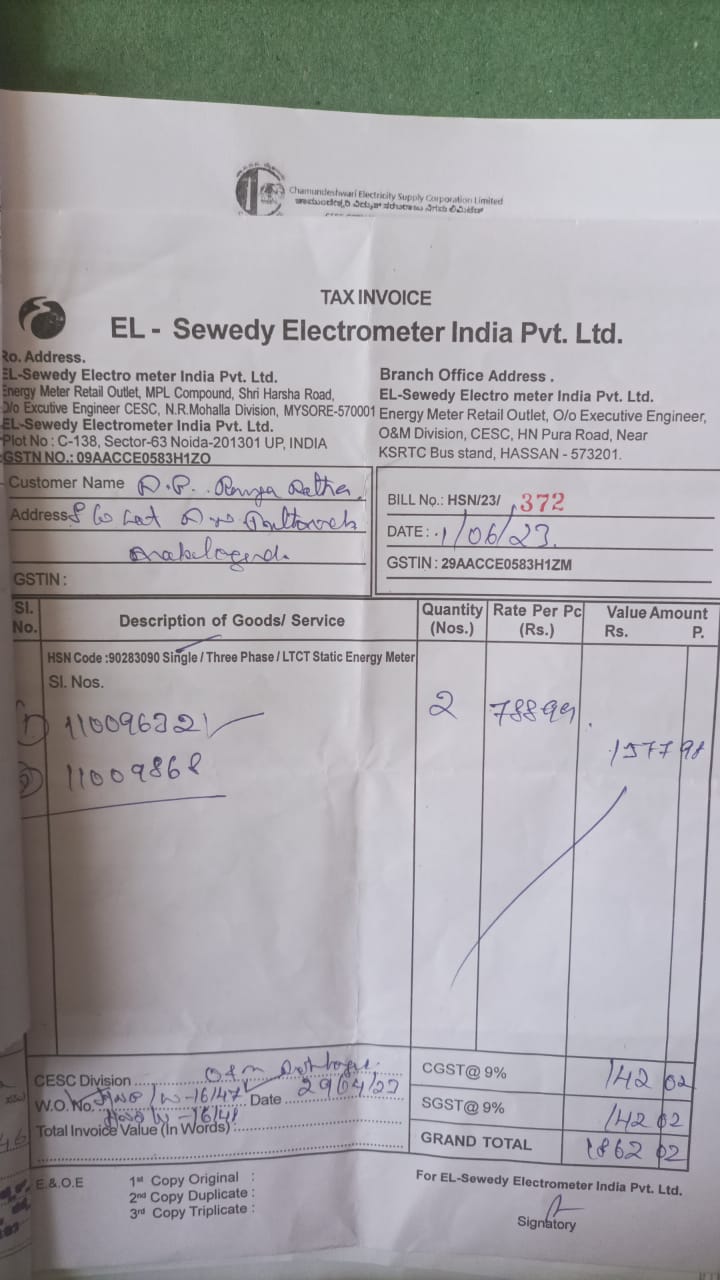 Chamundeshwari Electricity Supply Corporation Limited
TAX INVOICE
EL - Sewedy Electrometer India Pvt. Ltd.
Ro. Address.
EL-Sewedy Electro meter India Pvt. Ltd.
Energy Meter Retail Outlet, MPL Compound, Shri Harsha Road,
D/o Excutive Engineer CESC, N.R.Mohalla Division, MYSORE-570001
EL-Sewedy Electrometer India Pvt. Ltd.
Plot No : C-138, Sector-63 Noida-201301 UP, INDIA
GSTN NO.: 09AACCE0583H1ZO
Branch Office Address .
EL-Sewedy Electro meter India Pvt. Ltd.
Energy Meter Retail Outlet, O/o Executive Engineer,
O&M Division, CESC, HN Pura Road, Near
KSRTC Bus stand, HASSAN - 573201.
Customer Name
Address
GSTIN :
BILL No.: HSN/23/ 372
DATE : 1/06/23.
GSTIN : 29AACCE0583H1ZM
Sl. No. Description of Goods/ Service Quantity (Nos.) Rate Per Pc (Rs.) Value Amount Rs. P.
HSN Code :90283090 Single / Three Phase / LTCT Static Energy Meter
Sl. Nos.
1) 110096321 2 78899
157798
2) 11009868
CESC Division O&M
W.O.No. Date
Total Invoice Value (In Words) :
CGST@ 9% 142 02
SGST@ 9% 142 02
GRAND TOTAL 1862 02
E.&.O.E
1st Copy Original :
2nd Copy Duplicate :
3rd Copy Triplicate :
For EL-Sewedy Electrometer India Pvt. Ltd.
Signatory